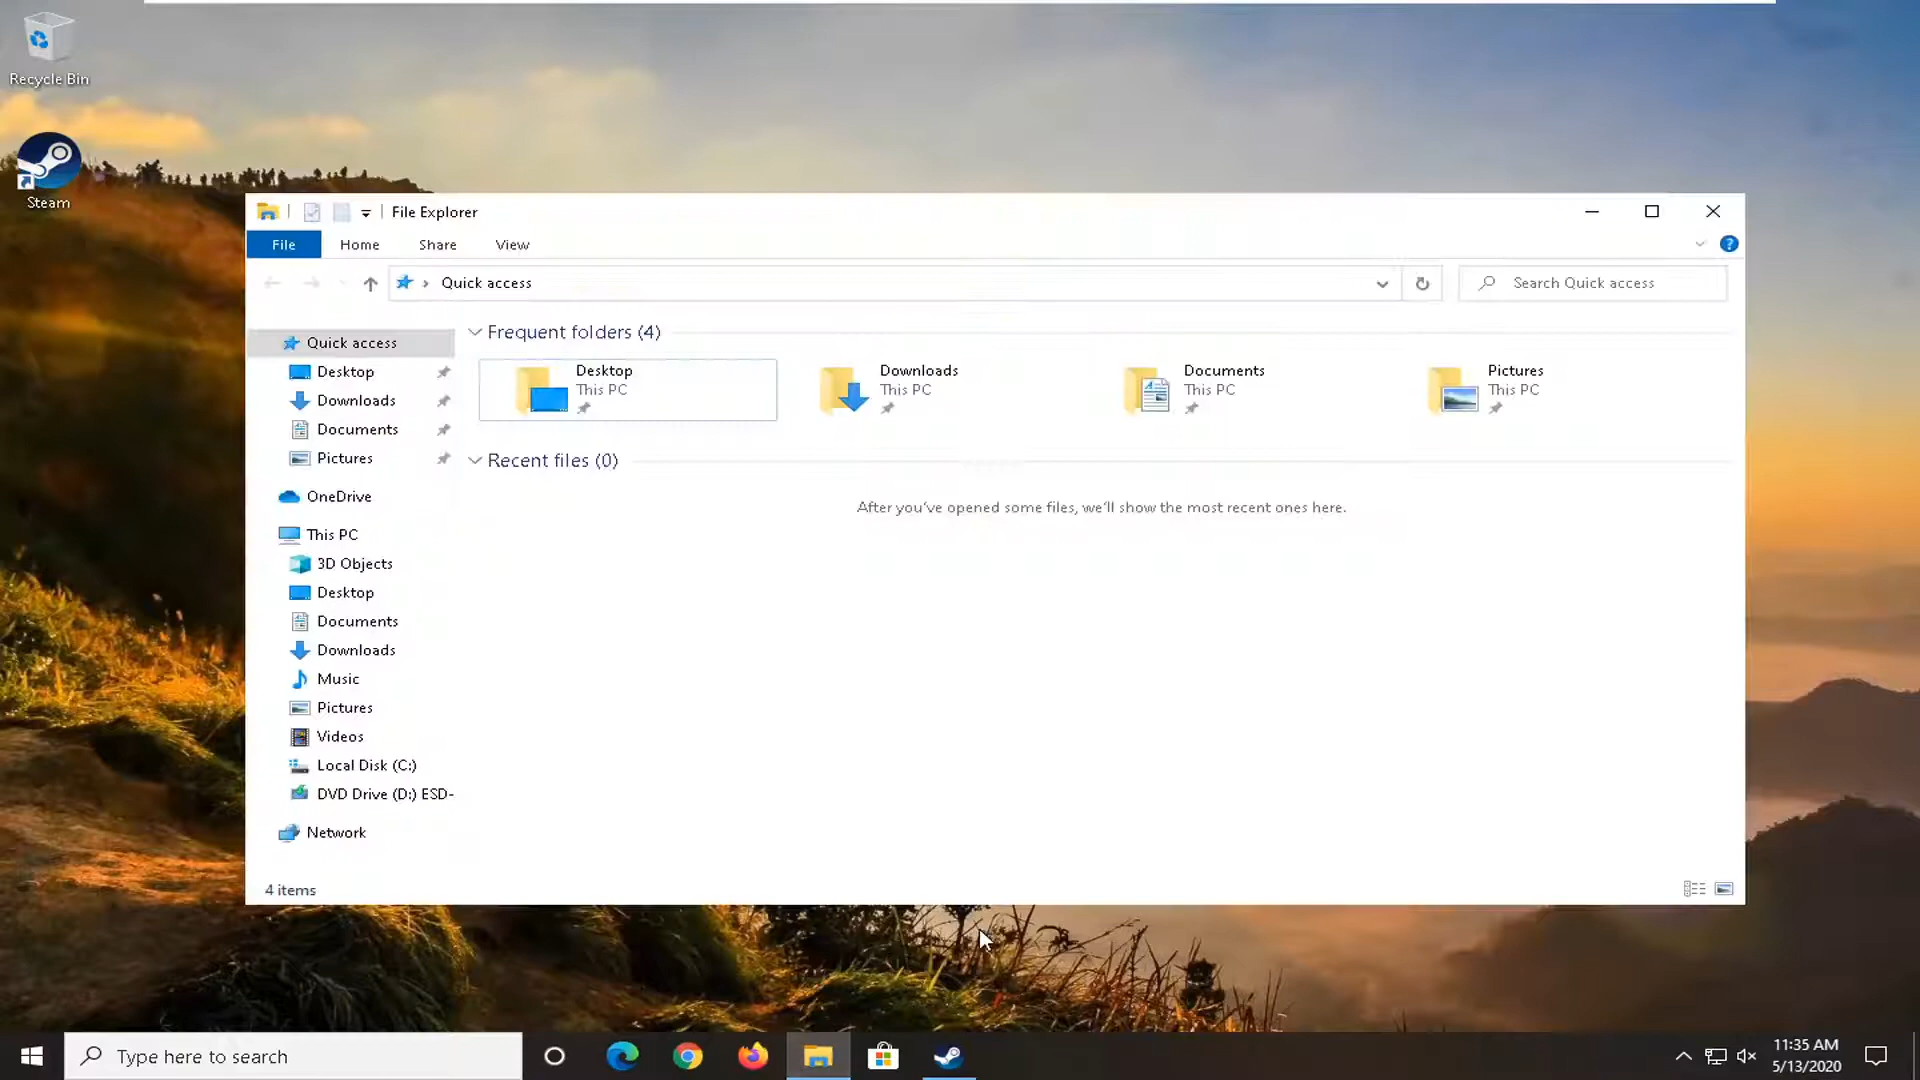 Recycle Bin
Steam
File Explorer
File Home Share View
Quick access
Search Quick access
Quick access
Desktop
Downloads
Documents
Pictures
OneDrive
This PC
3D Objects
Desktop
Documents
Downloads
Music
Pictures
Videos
Local Disk (C:)
DVD Drive (D:) ESD-
Network
Frequent folders (4)
Desktop
This PC
Downloads
This PC
Documents
This PC
Pictures
This PC
Recent files (0)
After you've opened some files, we'll show the most recent ones here.
4 items
Type here to search
11:35 AM
5/13/2020